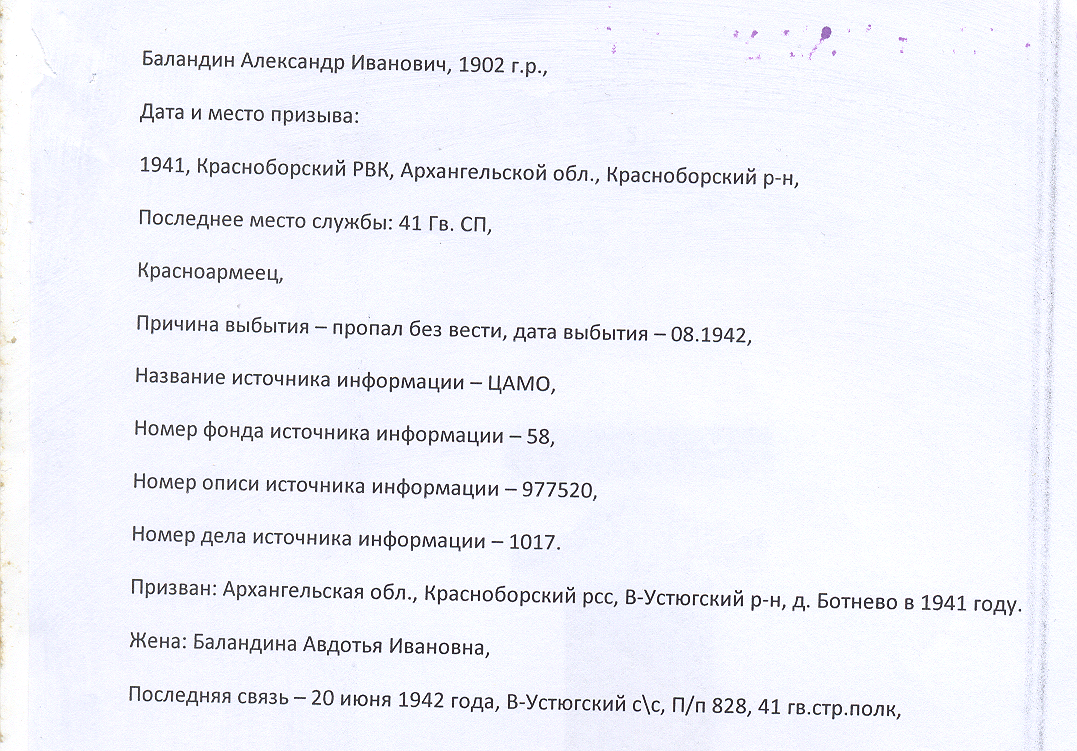 Баландин Александр Иванович, 1902 г.р.,
Дата и место призыва:
1941, Красноборский РВК, Архангельской обл., Красноборский р-н,
Последнее место службы: 41 Гв. СП,
Красноармеец,
Причина выбытия – пропал без вести, дата выбытия – 08.1942,
Название источника информации – ЦАМО,
Номер фонда источника информации – 58,
Номер описи источника информации – 977520,
Номер дела источника информации – 1017.
Призван: Архангельская обл., Красноборский рсс, В-Устюгский р-н, д. Ботнево в 1941 году.
Жена: Баландина Авдотья Ивановна,
Последняя связь – 20 июня 1942 года, В-Устюгский с\с, П/п 828, 41 гв.стр.полк,